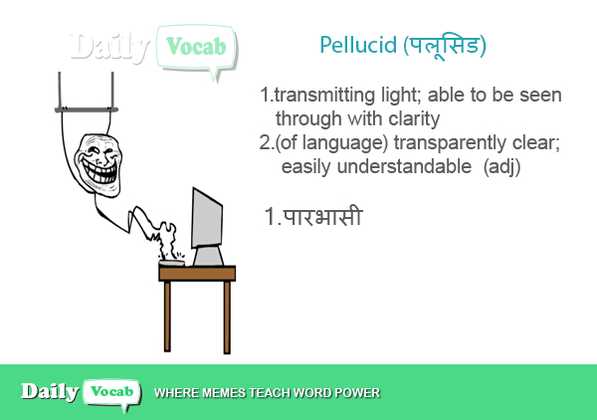 Daily Vocab
Pellucid (पलूसिड)
1.transmitting light; able to be seen
through with clarity
2.(of language) transparently clear;
easily understandable (adj)
1.पारभासी
Daily Vocab WHERE MEMES TEACH WORD POWER